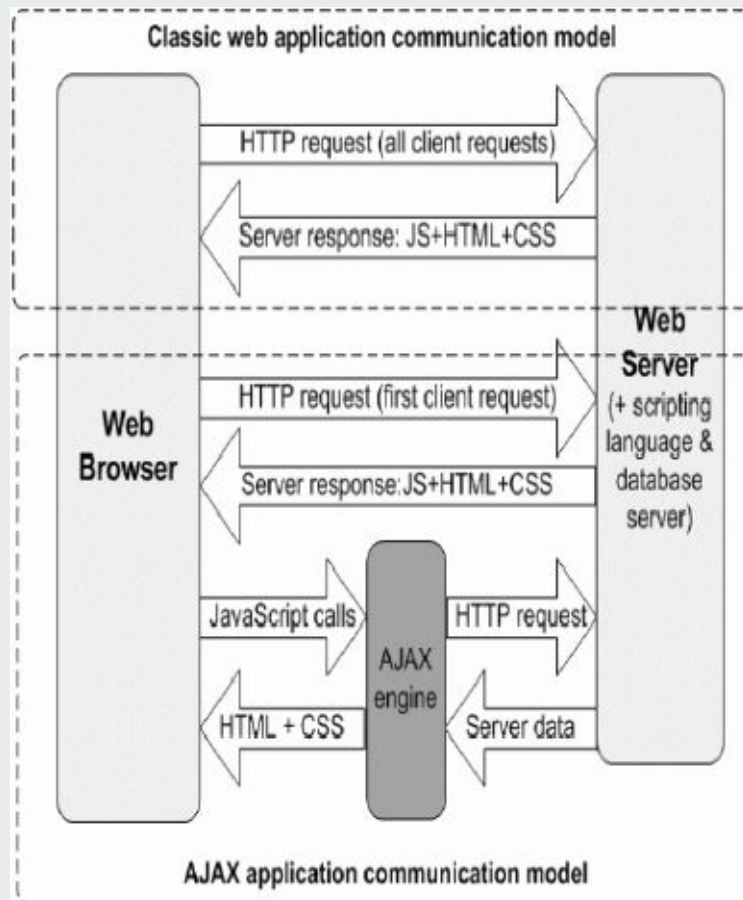 Classic web application communication model
HTTP request (all client requests)
Server response: JS+HTML+CSS
Web
Server
(+ scripting
language &
database
server)
HTTP request (first client request)
Web
Browser
Server response:JS+HTML+CSS
JavaScript calls
HTTP request
AJAX
engine
HTML + CSS
Server data
AJAX application communication model